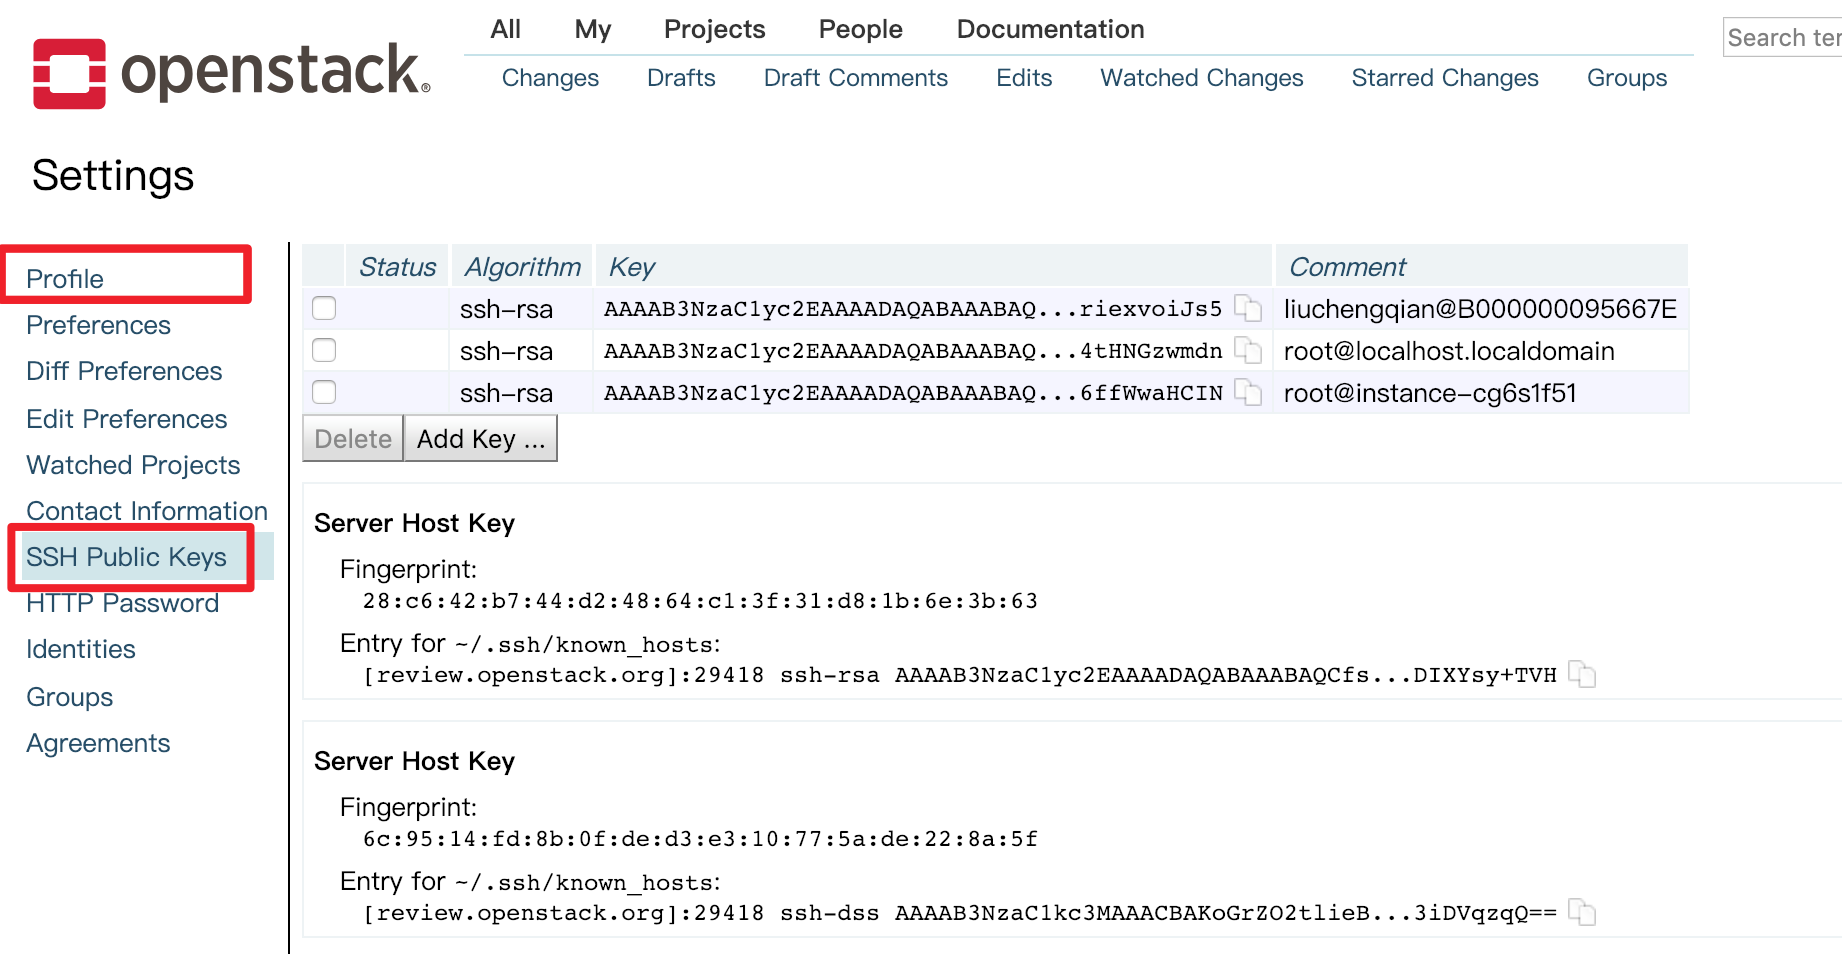 All My Projects People Documentation
Search ter
openstack®
Changes Drafts Draft Comments Edits Watched Changes Starred Changes Groups
Settings
Profile
Preferences
Diff Preferences
Edit Preferences
Watched Projects
Contact Information
SSH Public Keys
HTTP Password
Identities
Groups
Agreements
Status Algorithm Key Comment
ssh-rsa AAAAB3NzaC1yc2EAAAADAQABAAABAQ...riexvoiJs5 liuchengqian@B000000095667E
ssh-rsa AAAAB3NzaC1yc2EAAAADAQABAAABAQ...4tHNGzwmdn root@localhost.localdomain
ssh-rsa AAAAB3NzaC1yc2EAAAADAQABAAABAQ...6ffWwaHCIN root@instance-cg6s1f51
Delete Add Key ...
Server Host Key
Fingerprint:
28:c6:42:b7:44:d2:48:64:c1:3f:31:d8:1b:6e:3b:63
Entry for ~/.ssh/known_hosts:
[review.openstack.org]:29418 ssh-rsa AAAAB3NzaC1yc2EAAAADAQABAAABAQCfs...DIXYsy+TVH
Server Host Key
Fingerprint:
6c:95:14:fd:8b:0f:de:d3:e3:10:77:5a:de:22:8a:5f
Entry for ~/.ssh/known_hosts:
[review.openstack.org]:29418 ssh-dss AAAAB3NzaC1kc3MAAACBAKoGrZO2tlieB...3iDVqzqQ==